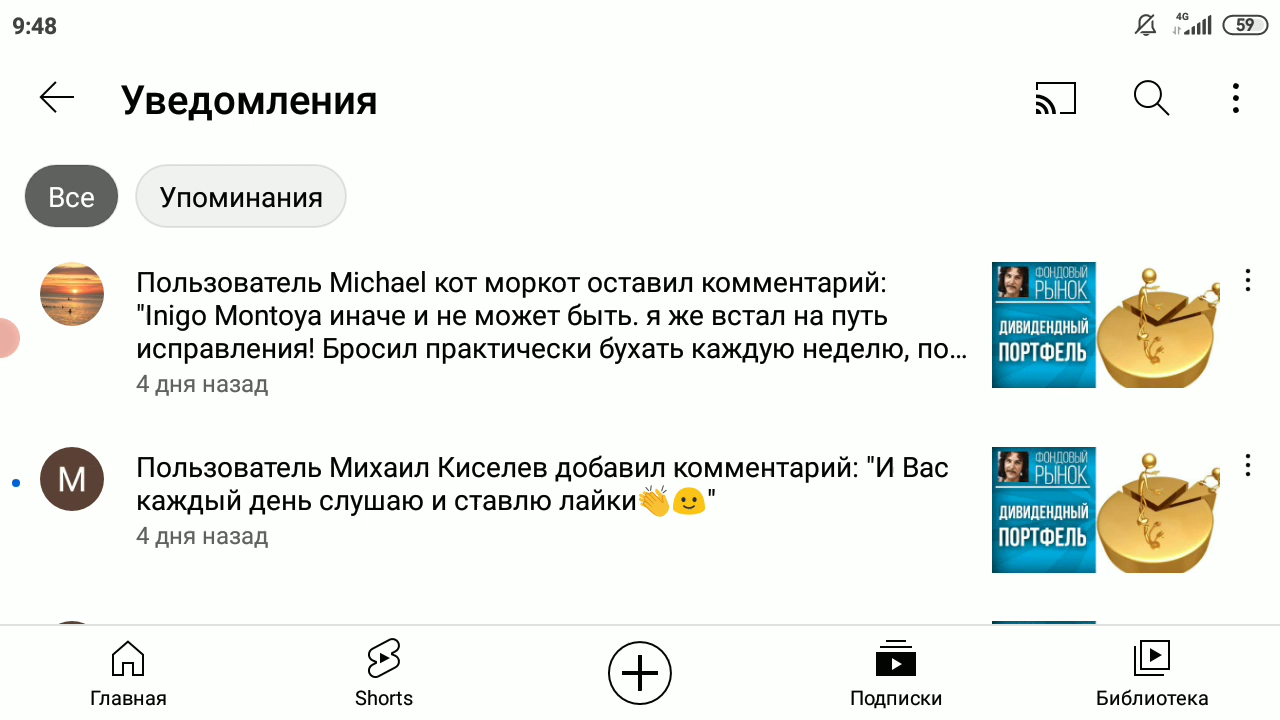 9:48
4G
59
Уведомления
Все
Упоминания
Пользователь Michael кот моркот оставил комментарий:
"Inigo Montoya иначе и не может быть. я же встал на путь
исправления! Бросил практически бухать каждую неделю, по...
4 дня назад
ФОНДОВЫЙ
РЫНОК
ДИВИДЕНДНЫЙ
ПОРТФЕЛЬ
М
Пользователь Михаил Киселев добавил комментарий: "И Вас
каждый день слушаю и ставлю лайки👏🙂"
4 дня назад
ФОНДОВЫЙ
РЫНОК
ДИВИДЕНДНЫЙ
ПОРТФЕЛЬ
Главная
Shorts
Подписки
Библиотека